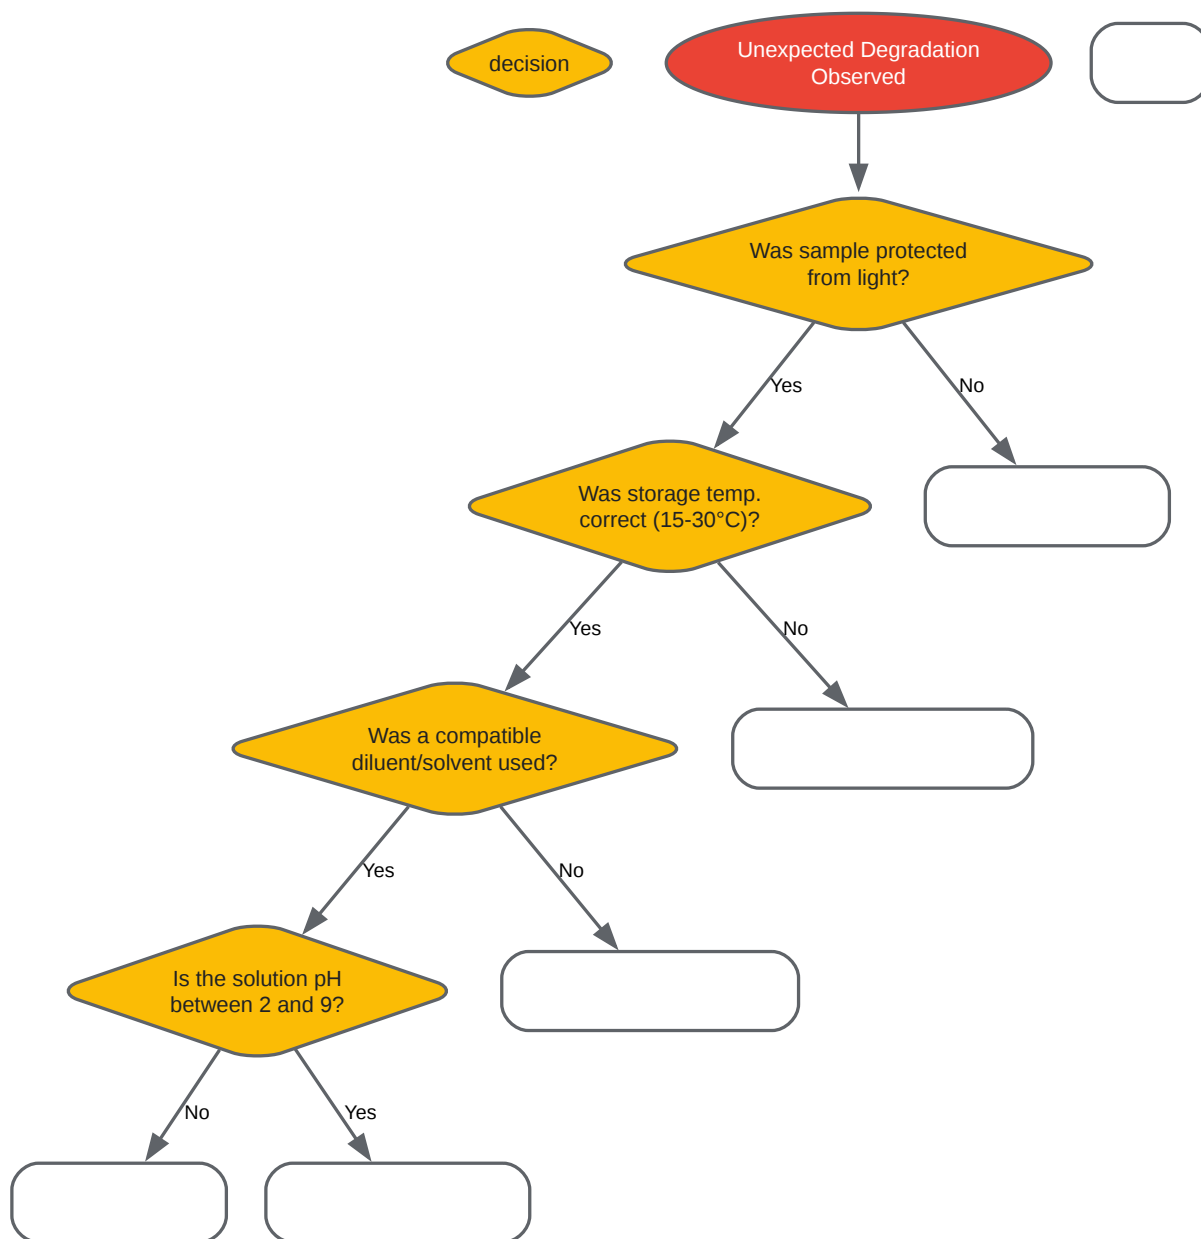 decision
Unexpected Degradation
Observed
Was sample protected
from light?
Yes
No
Was storage temp.
correct (15-30°C)?
Yes
No
Was a compatible
diluent/solvent used?
Yes
No
Is the solution pH
between 2 and 9?
No
Yes